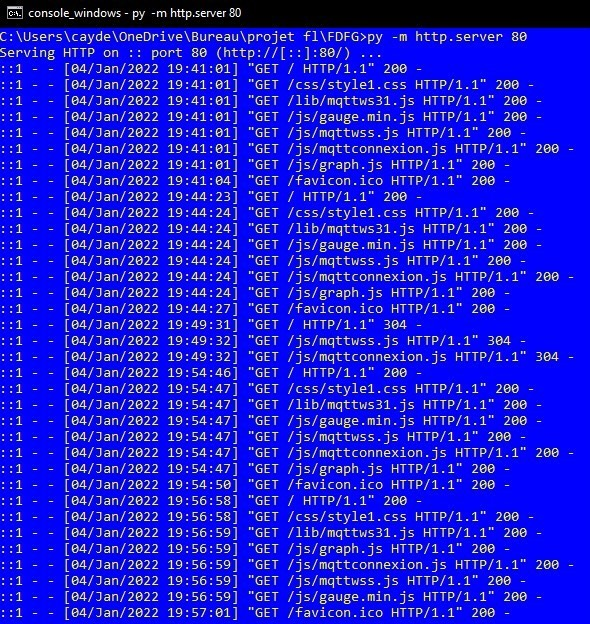 console_windows - py -m http.server 80
C:\Users\cayde\OneDrive\Bureau\projet fl\FDFG>py -m http.server 80
Serving HTTP on :: port 80 (http://[::]:80/) ...
::1 - - [04/Jan/2022 19:41:01] "GET / HTTP/1.1" 200 -
::1 - - [04/Jan/2022 19:41:01] "GET /css/style1.css HTTP/1.1" 200 -
::1 - - [04/Jan/2022 19:41:01] "GET /lib/mqttws31.js HTTP/1.1" 200 -
::1 - - [04/Jan/2022 19:41:01] "GET /js/gauge.min.js HTTP/1.1" 200 -
::1 - - [04/Jan/2022 19:41:01] "GET /js/mqttwss.js HTTP/1.1" 200 -
::1 - - [04/Jan/2022 19:41:01] "GET /js/mqttconnexion.js HTTP/1.1" 200 -
::1 - - [04/Jan/2022 19:41:01] "GET /js/graph.js HTTP/1.1" 200 -
::1 - - [04/Jan/2022 19:41:04] "GET /favicon.ico HTTP/1.1" 200 -
::1 - - [04/Jan/2022 19:44:23] "GET / HTTP/1.1" 200 -
::1 - - [04/Jan/2022 19:44:24] "GET /css/style1.css HTTP/1.1" 200 -
::1 - - [04/Jan/2022 19:44:24] "GET /lib/mqttws31.js HTTP/1.1" 200 -
::1 - - [04/Jan/2022 19:44:24] "GET /js/gauge.min.js HTTP/1.1" 200 -
::1 - - [04/Jan/2022 19:44:24] "GET /js/mqttwss.js HTTP/1.1" 200 -
::1 - - [04/Jan/2022 19:44:24] "GET /js/mqttconnexion.js HTTP/1.1" 200 -
::1 - - [04/Jan/2022 19:44:24] "GET /js/graph.js HTTP/1.1" 200 -
::1 - - [04/Jan/2022 19:44:27] "GET /favicon.ico HTTP/1.1" 200 -
::1 - - [04/Jan/2022 19:49:31] "GET / HTTP/1.1" 304 -
::1 - - [04/Jan/2022 19:49:32] "GET /js/mqttwss.js HTTP/1.1" 304 -
::1 - - [04/Jan/2022 19:49:32] "GET /js/mqttconnexion.js HTTP/1.1" 304 -
::1 - - [04/Jan/2022 19:54:46] "GET / HTTP/1.1" 200 -
::1 - - [04/Jan/2022 19:54:47] "GET /css/style1.css HTTP/1.1" 200 -
::1 - - [04/Jan/2022 19:54:47] "GET /lib/mqttws31.js HTTP/1.1" 200 -
::1 - - [04/Jan/2022 19:54:47] "GET /js/gauge.min.js HTTP/1.1" 200 -
::1 - - [04/Jan/2022 19:54:47] "GET /js/mqttwss.js HTTP/1.1" 200 -
::1 - - [04/Jan/2022 19:54:47] "GET /js/mqttconnexion.js HTTP/1.1" 200 -
::1 - - [04/Jan/2022 19:54:47] "GET /js/graph.js HTTP/1.1" 200 -
::1 - - [04/Jan/2022 19:54:50] "GET /favicon.ico HTTP/1.1" 200 -
::1 - - [04/Jan/2022 19:56:58] "GET / HTTP/1.1" 200 -
::1 - - [04/Jan/2022 19:56:58] "GET /css/style1.css HTTP/1.1" 200 -
::1 - - [04/Jan/2022 19:56:59] "GET /lib/mqttws31.js HTTP/1.1" 200 -
::1 - - [04/Jan/2022 19:56:59] "GET /js/graph.js HTTP/1.1" 200 -
::1 - - [04/Jan/2022 19:56:59] "GET /js/mqttconnexion.js HTTP/1.1" 200 -
::1 - - [04/Jan/2022 19:56:59] "GET /js/mqttwss.js HTTP/1.1" 200 -
::1 - - [04/Jan/2022 19:56:59] "GET /js/gauge.min.js HTTP/1.1" 200 -
::1 - - [04/Jan/2022 19:57:01] "GET /favicon.ico HTTP/1.1" 200 -